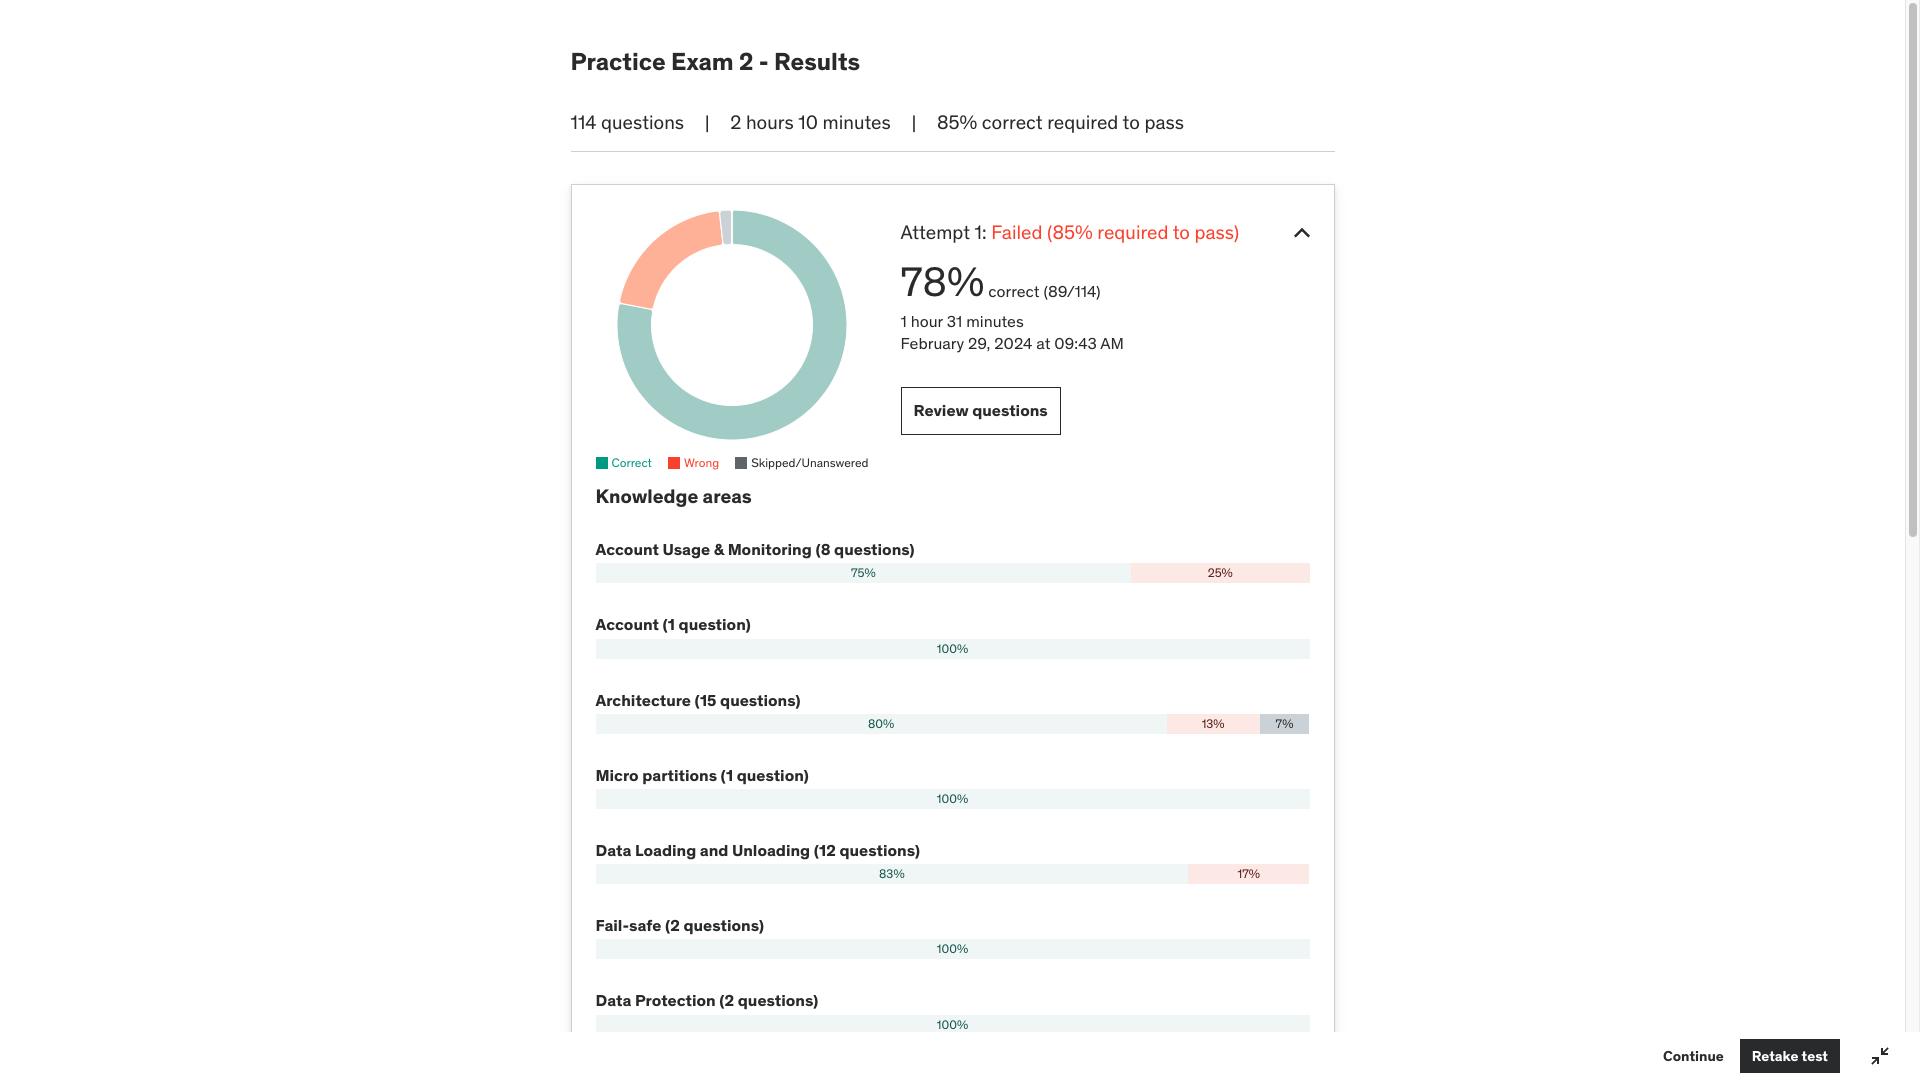 Practice Exam 2 - Results
114 questions | 2 hours 10 minutes | 85% correct required to pass
Attempt 1: Failed (85% required to pass)
78% correct (89/114)
1 hour 31 minutes
February 29, 2024 at 09:43 AM
Review questions
Correct Wrong Skipped/Unanswered
Knowledge areas
Account Usage & Monitoring (8 questions)
75% 25%
Account (1 question)
100%
Architecture (15 questions)
80% 13% 7%
Micro partitions (1 question)
100%
Data Loading and Unloading (12 questions)
83% 17%
Fail-safe (2 questions)
100%
Data Protection (2 questions)
100%
Continue Retake test